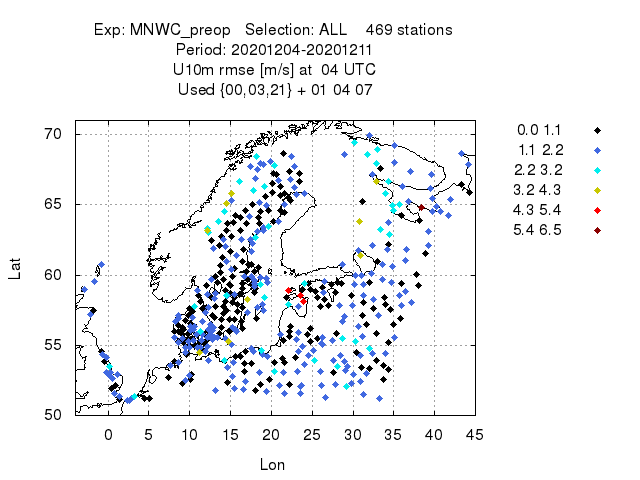 Exp: MNWC_preop   Selection: ALL    469 stations
Period: 20201204-20201211
U10m rmse [m/s] at  04 UTC
Used {00,03,21} + 01 04 07
70
65
60
55
50
Lat
0 5 10 15 20 25 30 35 40 45
Lon
0.0 1.1
1.1 2.2
2.2 3.2
3.2 4.3
4.3 5.4
5.4 6.5